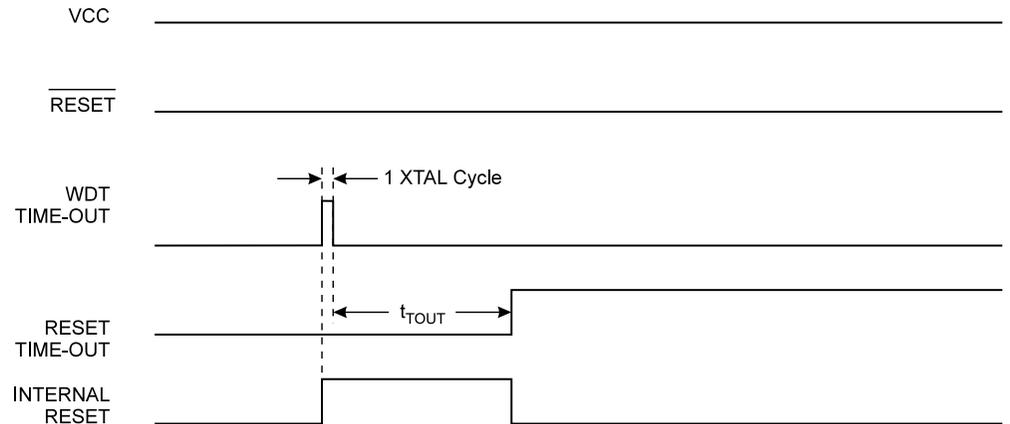 VCC
RESET
1 XTAL Cycle
WDT
TIME-OUT
tTOUT
RESET
TIME-OUT
INTERNAL
RESET